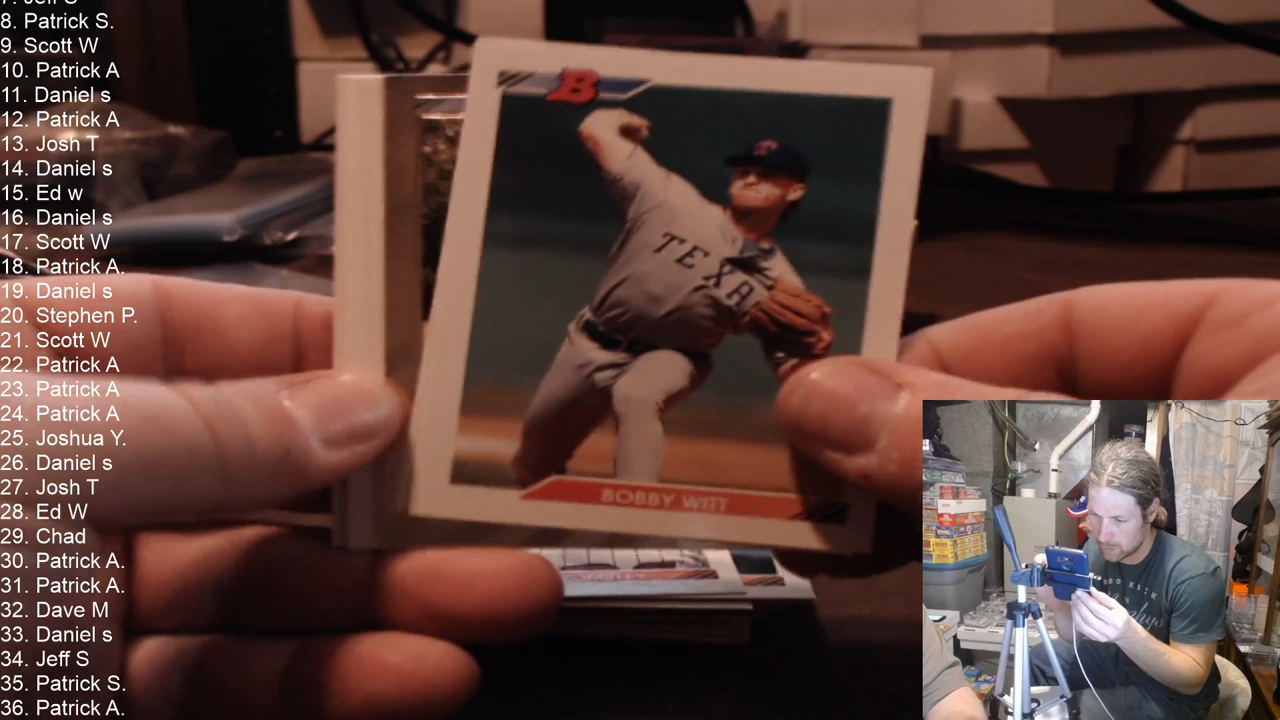 7. Jeff S
8. Patrick S.
9. Scott W
10. Patrick A
11. Daniel s
12. Patrick A
13. Josh T
14. Daniel s
15. Ed w
16. Daniel s
17. Scott W
18. Patrick A.
19. Daniel s
20. Stephen P.
21. Scott W
22. Patrick A
23. Patrick A
24. Patrick A
25. Joshua Y.
26. Daniel s
27. Josh T
28. Ed W
29. Chad
30. Patrick A.
31. Patrick A.
32. Dave M
33. Daniel s
34. Jeff S
35. Patrick S.
36. Patrick A.
B
T
TEXA
BOBBY WITT